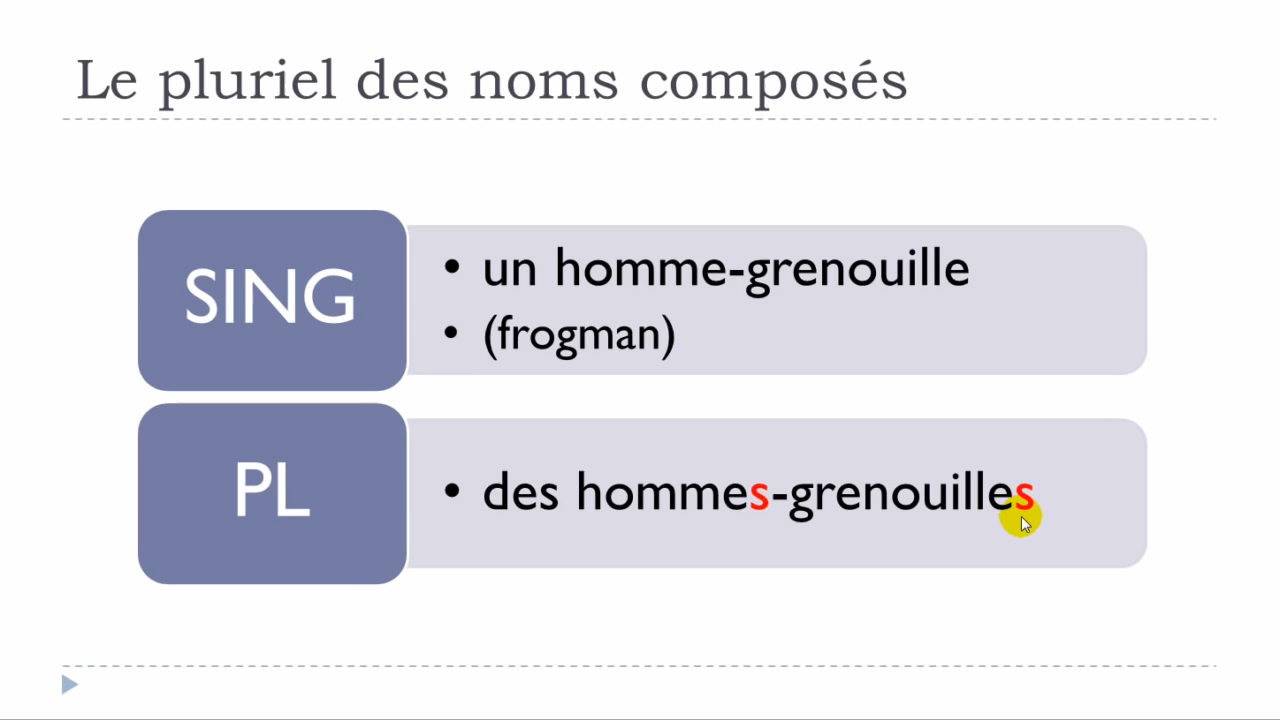 Le pluriel des noms composés
SING
• un homme-grenouille
• (frogman)
PL
• des hommes-grenouilles